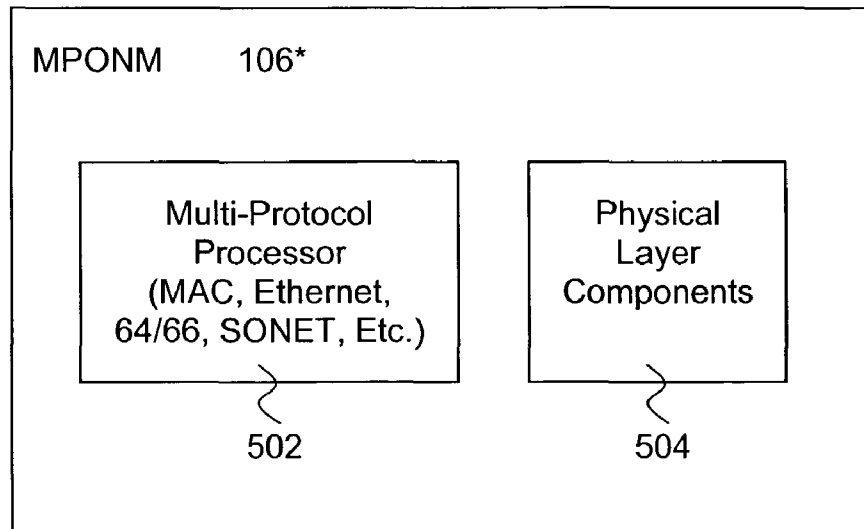 MPONM 106*
Multi-Protocol
Processor
(MAC, Ethernet,
64/66, SONET, Etc.)
Physical
Layer
Components
502
504